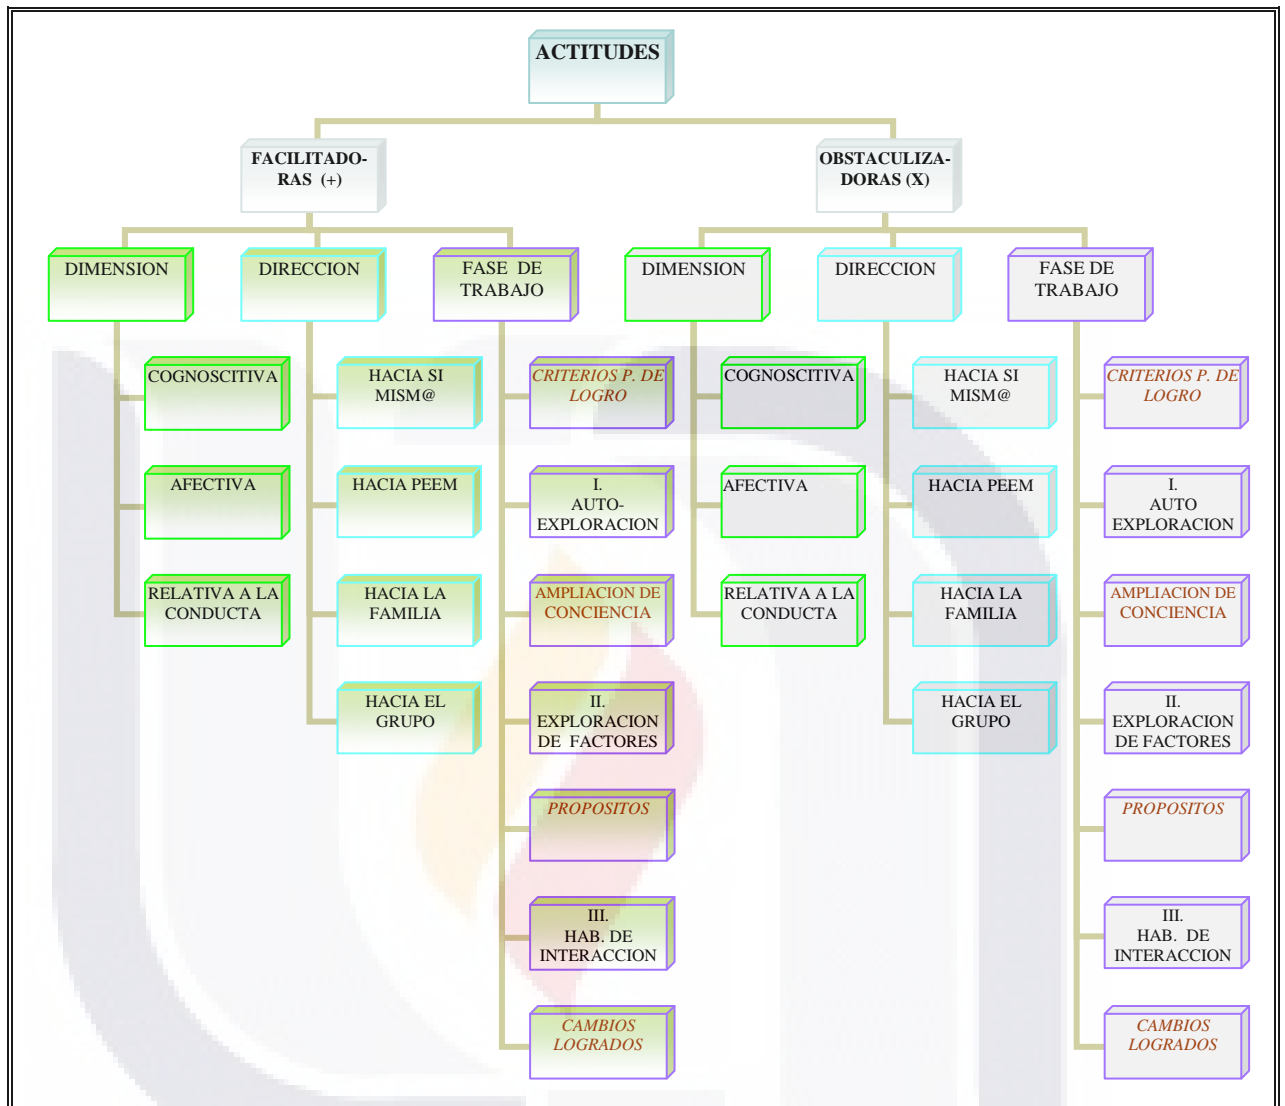 ACTITUDES
FACILITADO-
RAS (+)
OBSTACULIZA-
DORAS (X)
DIMENSION
DIRECCION
FASE DE
TRABAJO
DIMENSION
DIRECCION
FASE DE
TRABAJO
COGNOSCITIVA
AFECTIVA
RELATIVA A LA
CONDUCTA
HACIA SI
MISM@
HACIA PEEM
HACIA LA
FAMILIA
HACIA EL
GRUPO
CRITERIOS P. DE
LOGRO
I.
AUTO-
EXPLORACION
AMPLIACION DE
CONCIENCIA
II.
EXPLORACION
DE FACTORES
PROPOSITOS
III.
HAB. DE
INTERACCION
CAMBIOS
LOGRADOS
COGNOSCITIVA
AFECTIVA
RELATIVA A LA
CONDUCTA
HACIA SI
MISM@
HACIA PEEM
HACIA LA
FAMILIA
HACIA EL
GRUPO
CRITERIOS P. DE
LOGRO
I.
AUTO
EXPLORACION
AMPLIACION DE
CONCIENCIA
II.
EXPLORACION
DE FACTORES
PROPOSITOS
III.
HAB. DE
INTERACCION
CAMBIOS
LOGRADOS